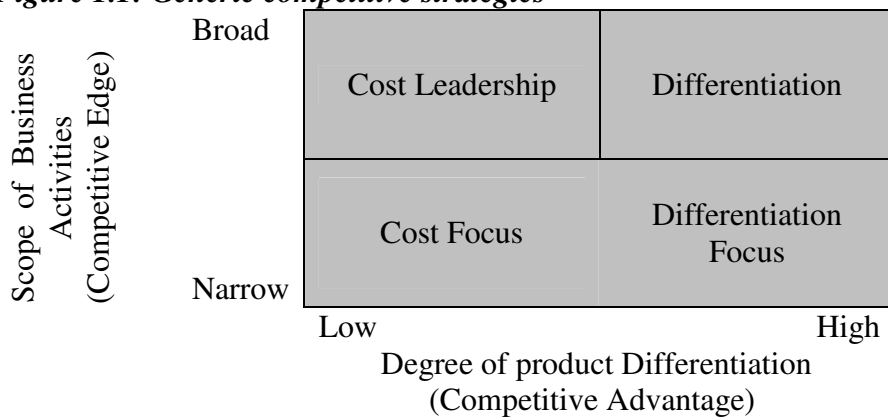 Figure 1.1: Generic competitive strategies
Scope of Business
Activities
(Competitive Edge)
Broad
Cost Leadership
Differentiation
Cost Focus
Differentiation
Focus
Narrow
Low
High
Degree of product Differentiation
(Competitive Advantage)